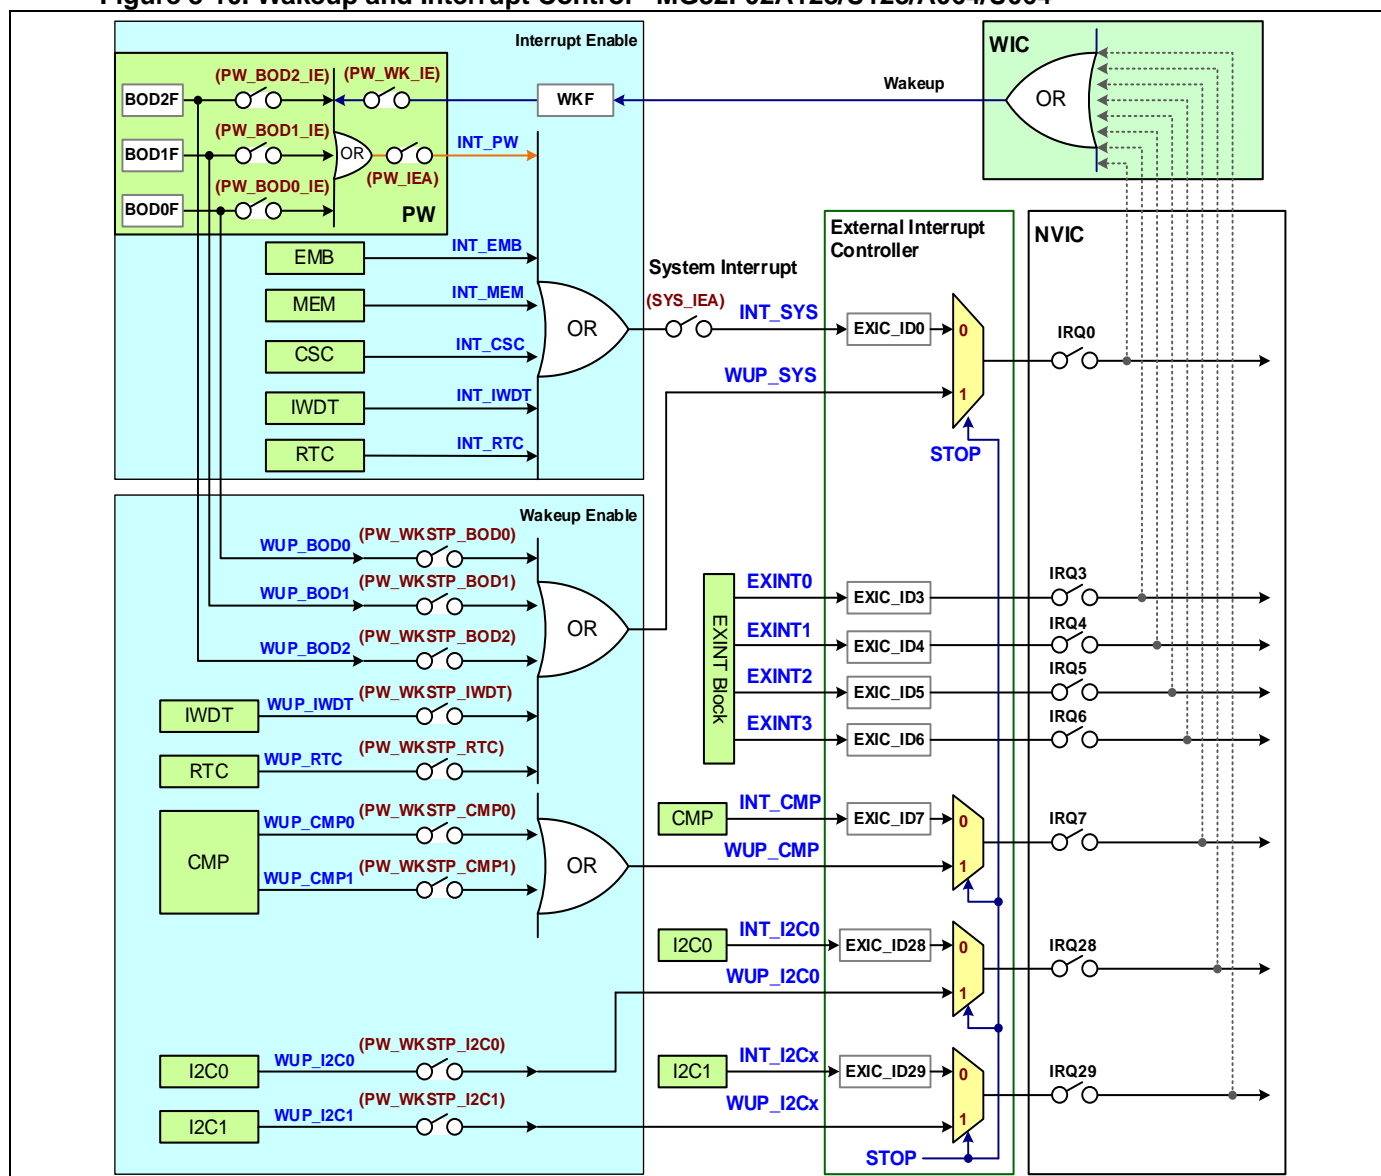 Interrupt Enable
WIC
(PW_BOD2_IE)
(PW_WK_IE)
BOD2F
WKF
Wakeup
OR
(PW_BOD1_IE)
BOD1F
OR
INT_PW
(PW_IEA)
(PW_BOD0_IE)
BOD0F
PW
EMB
INT_EMB
MEM
INT_MEM
CSC
INT_CSC
IWDT
INT_IWDT
RTC
INT_RTC
OR
System Interrupt
(SYS_IEA)
INT_SYS
WUP_SYS
External Interrupt
Controller
EXIC_ID0
0
1
STOP
NVIC
IRQ0
Wakeup Enable
WUP_BOD0
(PW_WKSTP_BOD0)
WUP_BOD1
(PW_WKSTP_BOD1)
WUP_BOD2
(PW_WKSTP_BOD2)
OR
IWDT
WUP_IWDT
(PW_WKSTP_IWDT)
RTC
WUP_RTC
(PW_WKSTP_RTC)
CMP
WUP_CMP0
(PW_WKSTP_CMP0)
WUP_CMP1
(PW_WKSTP_CMP1)
OR
EXINT Block
EXINT0
EXIC_ID3
IRQ3
EXINT1
EXIC_ID4
IRQ4
EXINT2
EXIC_ID5
IRQ5
EXINT3
EXIC_ID6
IRQ6
CMP
INT_CMP
EXIC_ID7
0
IRQ7
WUP_CMP
1
I2C0
INT_I2C0
EXIC_ID28
0
IRQ28
WUP_I2C0
1
I2C0
WUP_I2C0
(PW_WKSTP_I2C0)
I2C1
INT_I2Cx
EXIC_ID29
0
IRQ29
I2C1
WUP_I2C1
(PW_WKSTP_I2C1)
WUP_I2Cx
1
STOP